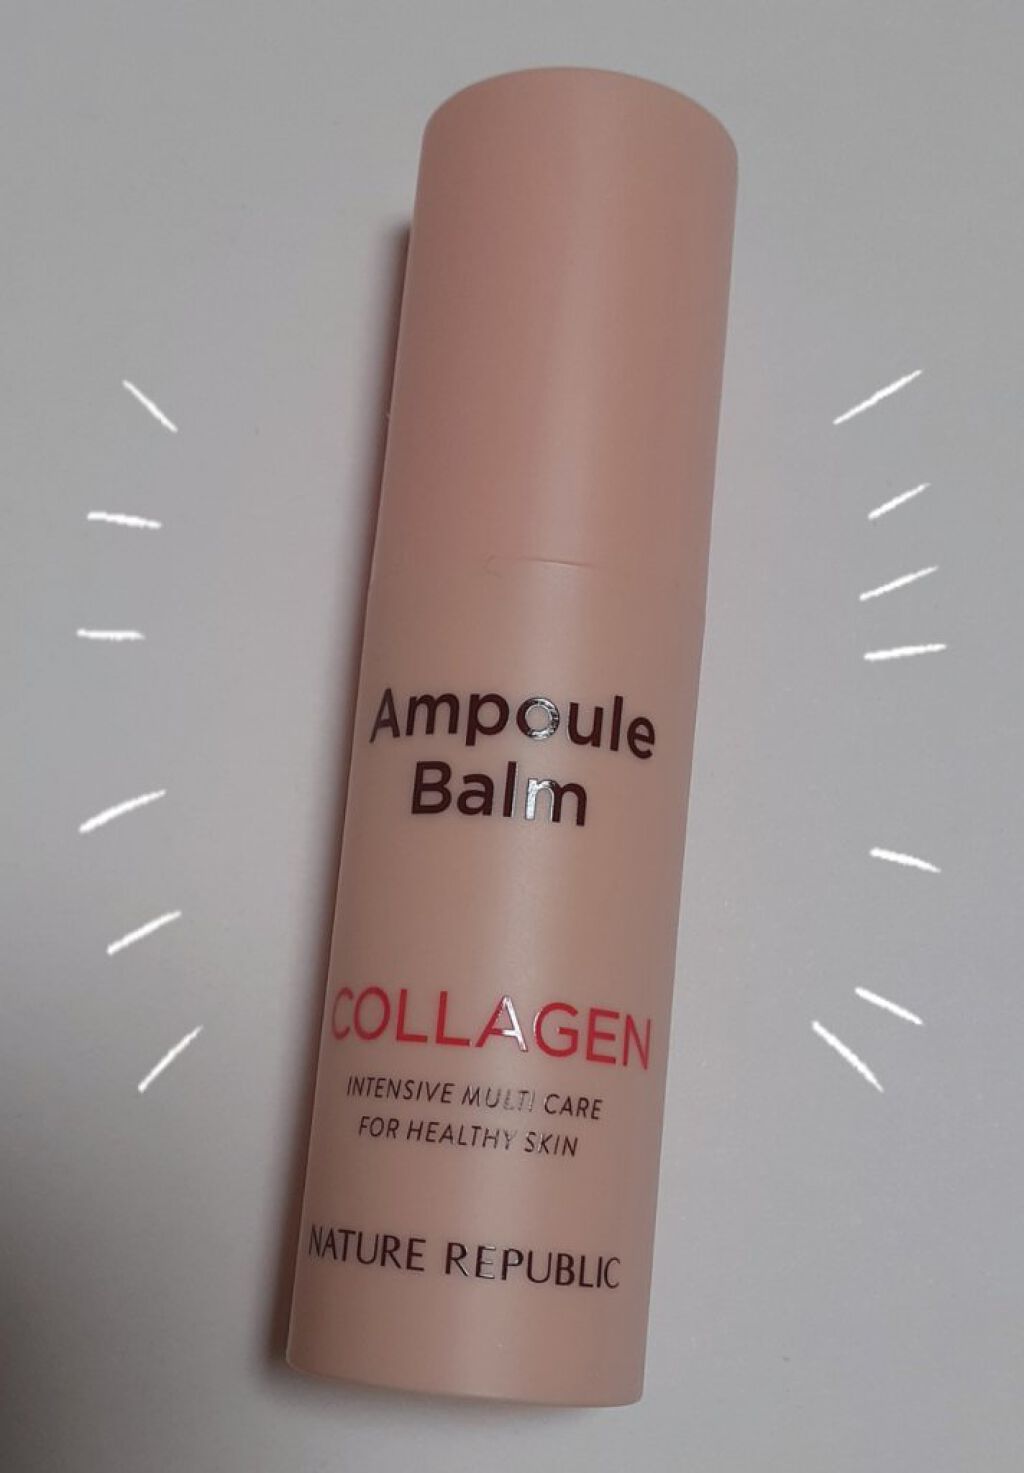 Ampoule
Balm
COLLAGEN
INTENSIVE MULTI CARE
FOR HEALTHY SKIN
NATURE REPUBLIC